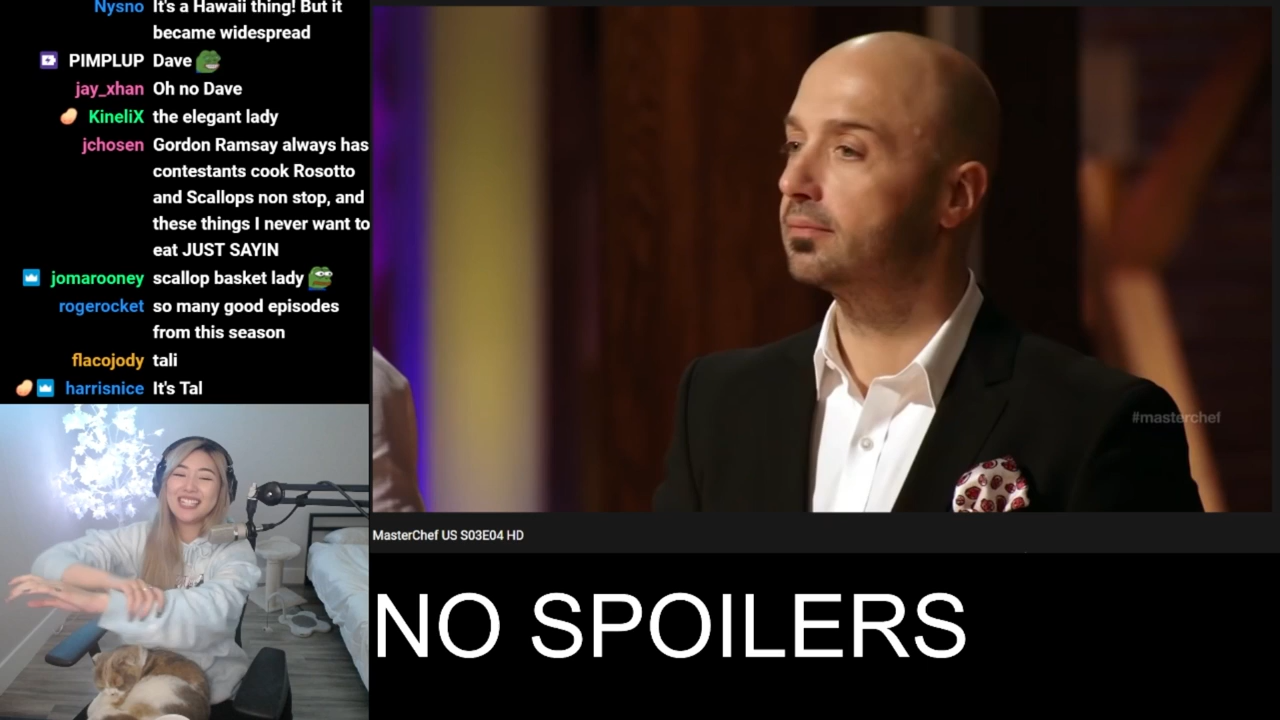 Nysno It's a Hawaii thing! But it
became widespread
PIMPLUP Dave
jay_xhan Oh no Dave
KineliX the elegant lady
jchosen Gordon Ramsay always has
contestants cook Rosotto
and Scallops non stop, and
these things I never want to
eat JUST SAYIN
jomarooney scallop basket lady
rogerocket so many good episodes
from this season
flacojody tali
harrisnice It's Tal
#masterchef
MasterChef US S03E04 HD
NO SPOILERS